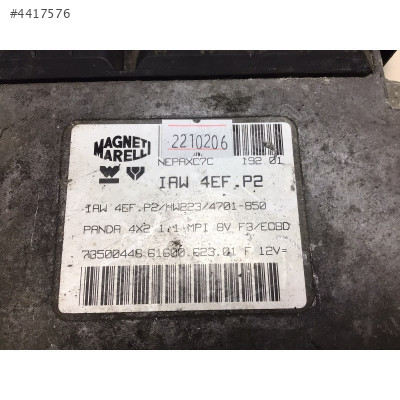 #4417576
MAGNETI
MARELLI
2210206
NEPAXC7C 192 01
IAW 4EF.P2
IAW 4EF.P2/HW223/4701-850
PANDA 4X2 1.1 MPI 8V F3/EOBD
73500448 61600.623.01 F 12V=